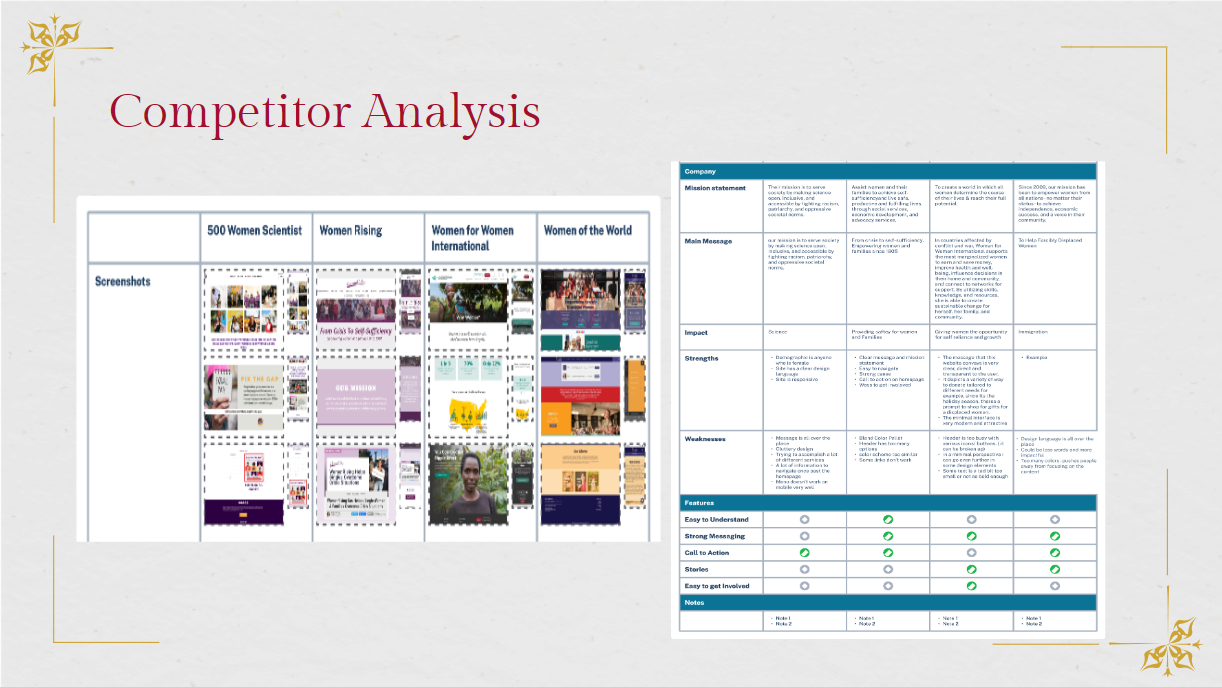 Competitor Analysis
500 Women Scientist
Women Rising
Women for Women
International
Women of the World
Screenshots
From Crisis To Self-Sufficiency
FIX THE GAP
OUR MISSION
Company
Mission statement
Their mission is to serve
society by making science
open, inclusive, and
accessible by fighting racism,
patriarchy, and oppressive
societal norms.
Assist women and their
families to achieve self-
sufficiency and live safe,
productive and fulfilling lives
through social services,
economic development, and
advocacy services.
To create a world in which all
women determine the course
of their lives & reach their full
potential.
Since 2009, our mission has
been to empower women from
all nations-no matter their
status-to achieve
independence, economic
success, and a voice in their
community.
Main Message
our mission is to serve society
by making science open,
inclusive, and accessible by
fighting racism, patriarchy,
and oppressive societal
norms.
From crisis to self-sufficiency.
Empowering women and
families since
In countries affected by
conflict and war, Women for
Women International supports
the most marginalized women
to earn and save money,
improve health and well-
being, influence decisions in
their home and community,
and connect to networks for
support. By utilizing skills,
knowledge, and resources,
she is able to create
sustainable change for
herself, her family, and
community.
To Help Forcibly Displaced
Women
Impact
Science
Providing safety for women
and Families
Giving women the opportunity
for self reliance and growth
Immigration
Strengths
• Demographic is anyone
who is female
• Site has a clear design
language
• Site is responsive
• Clear message and mission
statement
• Easy to navigate
• Strong cause
• Call to action on homepage
• Ways to get involved
• The message that the
website conveys is very
clear, direct and
transparent to the user.
• It depicts a variety of way
to donate tailored to
different needs for
example, since its the
holiday season, theres a
prompt to shop for gifts for
a displaced woman.
• The minimal interface is
very modern and attractive
• Example
Weaknesses
• Message is all over the
place
• Cluttery design
• Trying to accomplish a lot
of different services
• A lot of information to
navigate once past the
homepage
• Menu doesn't work on
mobile very well
• Bland Color Pallet
• Header has too many
options
• color scheme too similar
• Some links don't work
• Header is too busy with
various
can be broken up)
• In a minimal perspective
can go even further in
some design elements
• Some text is a tad bit too
small or not as bold enough
• Design language is all over the
place
• Could be less words and more
impactful
• Too many colors pushes people
away from focusing on the
content
Features
Easy to Understand
Strong Messaging
Call to Action
Stories
Easy to get Involved
Notes
• Note 1
• Note 2
• Note 1
• Note 2
• Note 1
• Note 2
• Note 1
• Note 2